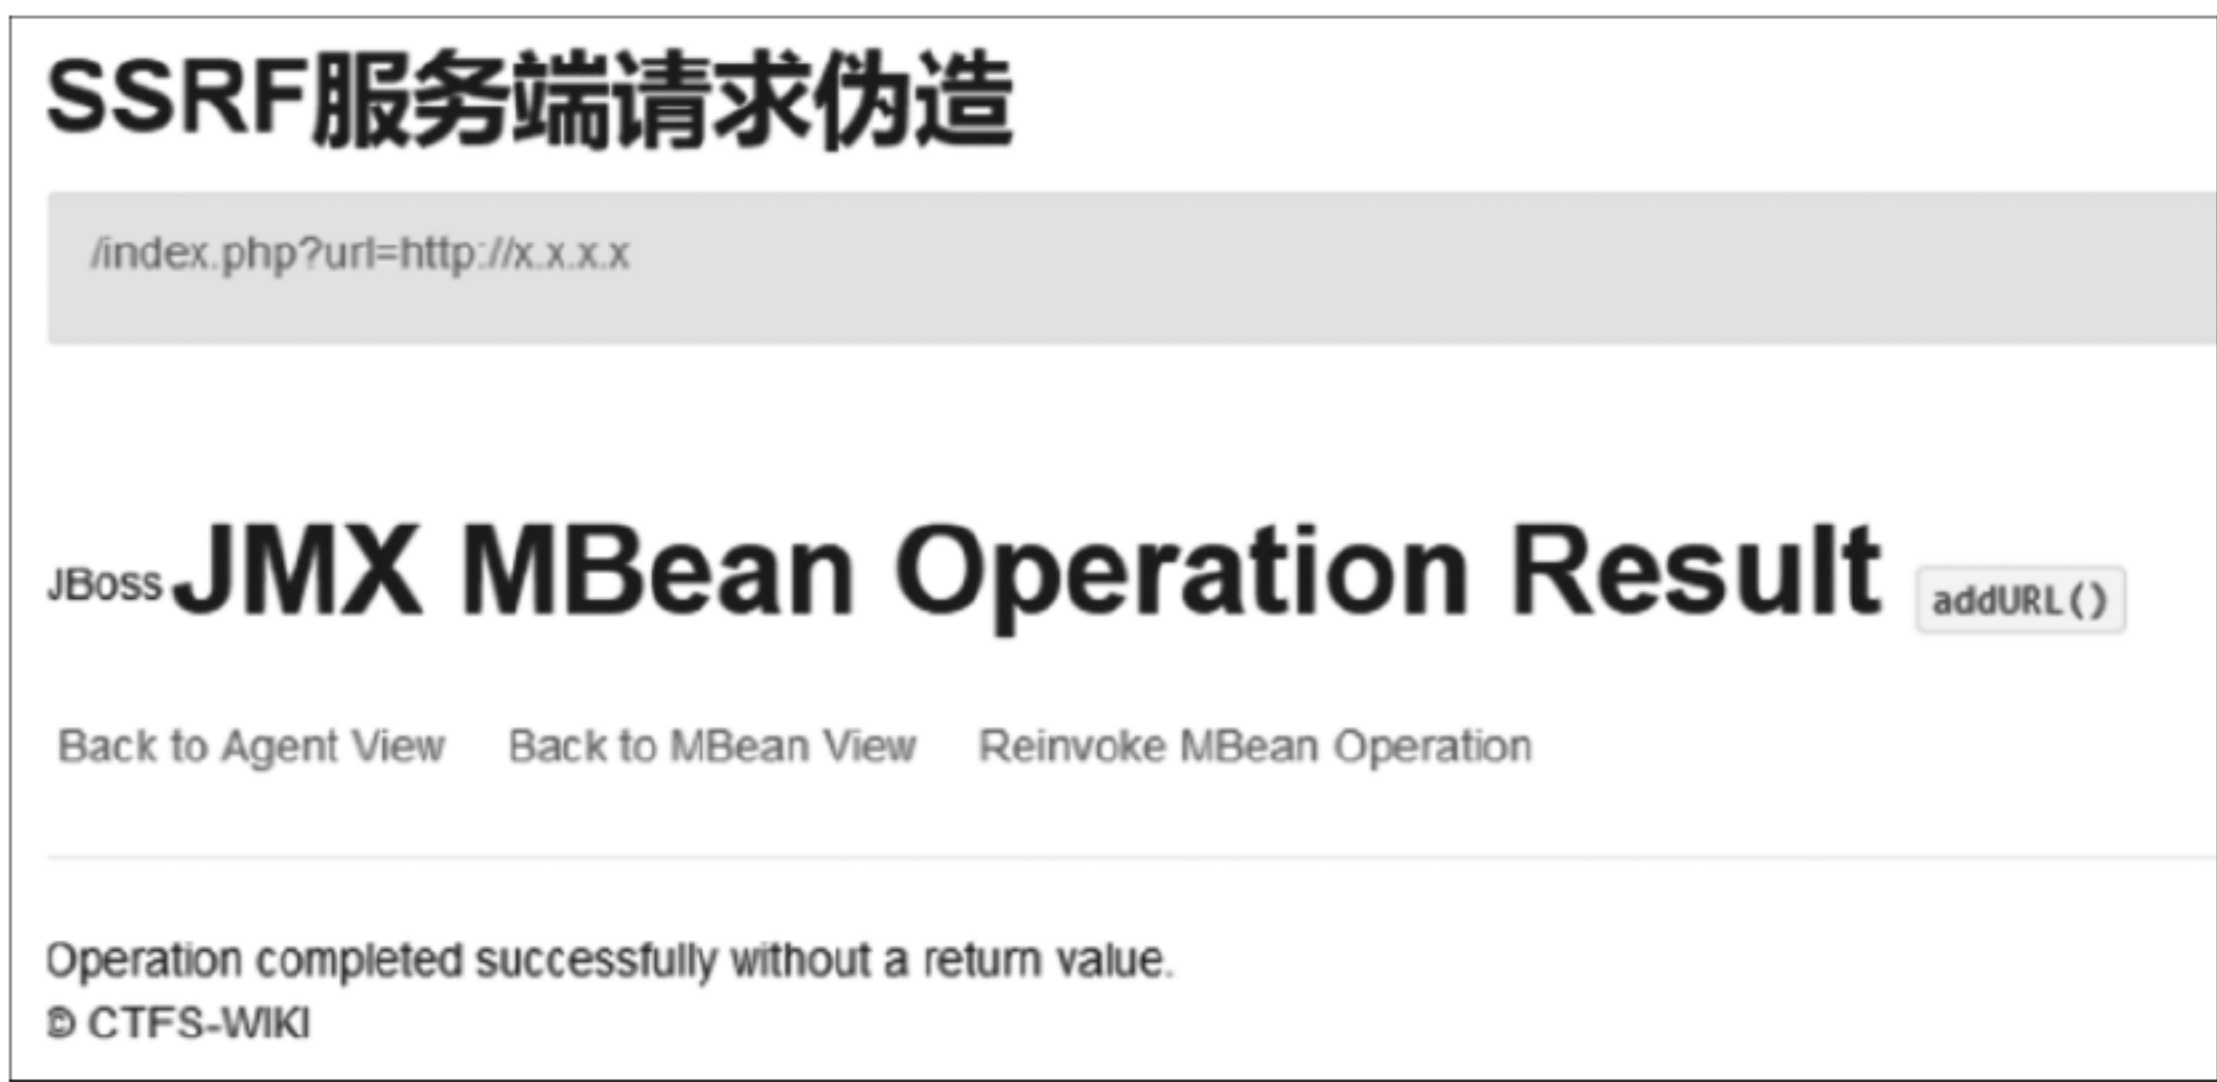 SSRF服务端请求伪造
/index.php?url=http://x.x.x.x
JBoss JMX MBean Operation Result addURL()
Back to Agent View Back to MBean View Reinvoke MBean Operation
Operation completed successfully without a return value.
© CTFS-WIKI